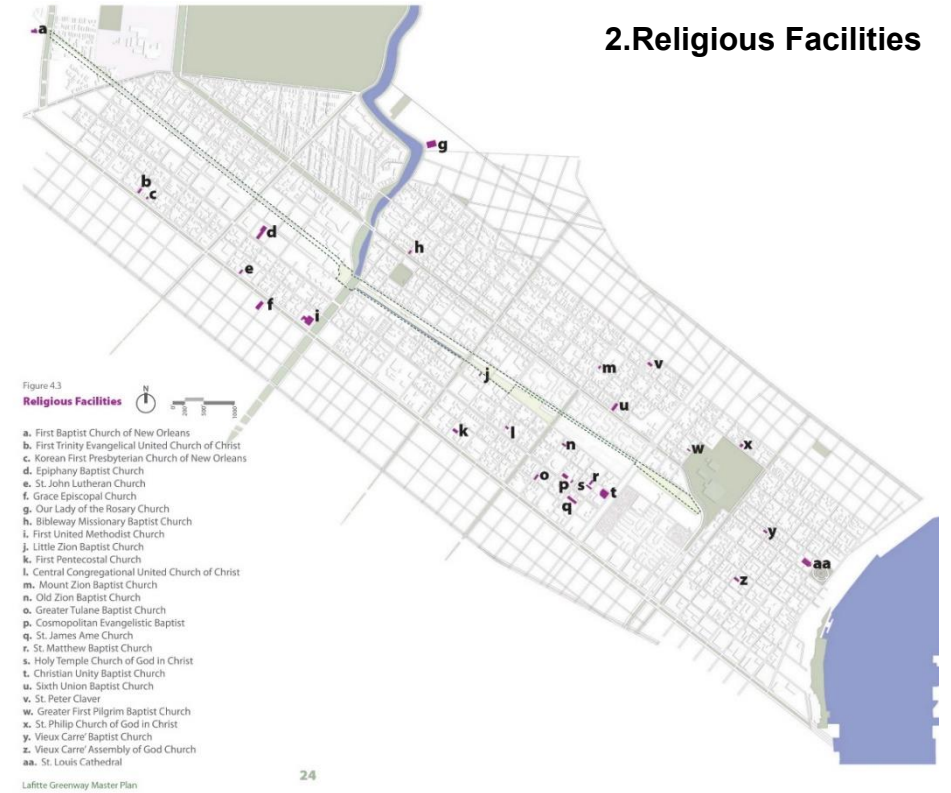 2.Religious Facilities
a
g
b
c
d
h
e
f
i
j
m
v
u
k
l
n
w
x
o
r
p
s
t
q
y
aa
z
Figure 4.3
Religious Facilities
N
0
200'
500'
1000'
a. First Baptist Church of New Orleans
b. First Trinity Evangelical United Church of Christ
c. Korean First Presbyterian Church of New Orleans
d. Epiphany Baptist Church
e. St. John Lutheran Church
f. Grace Episcopal Church
g. Our Lady of the Rosary Church
h. Bibleway Missionary Baptist Church
i. First United Methodist Church
j. Little Zion Baptist Church
k. First Pentecostal Church
l. Central Congregational United Church of Christ
m. Mount Zion Baptist Church
n. Old Zion Baptist Church
o. Greater Tulane Baptist Church
p. Cosmopolitan Evangelistic Baptist
q. St. James Ame Church
r. St. Matthew Baptist Church
s. Holy Temple Church of God in Christ
t. Christian Unity Baptist Church
u. Sixth Union Baptist Church
v. St. Peter Claver
w. Greater First Pilgrim Baptist Church
x. St. Philip Church of God in Christ
y. Vieux Carre' Baptist Church
z. Vieux Carre' Assembly of God Church
aa. St. Louis Cathedral
24
Lafitte Greenway Master Plan